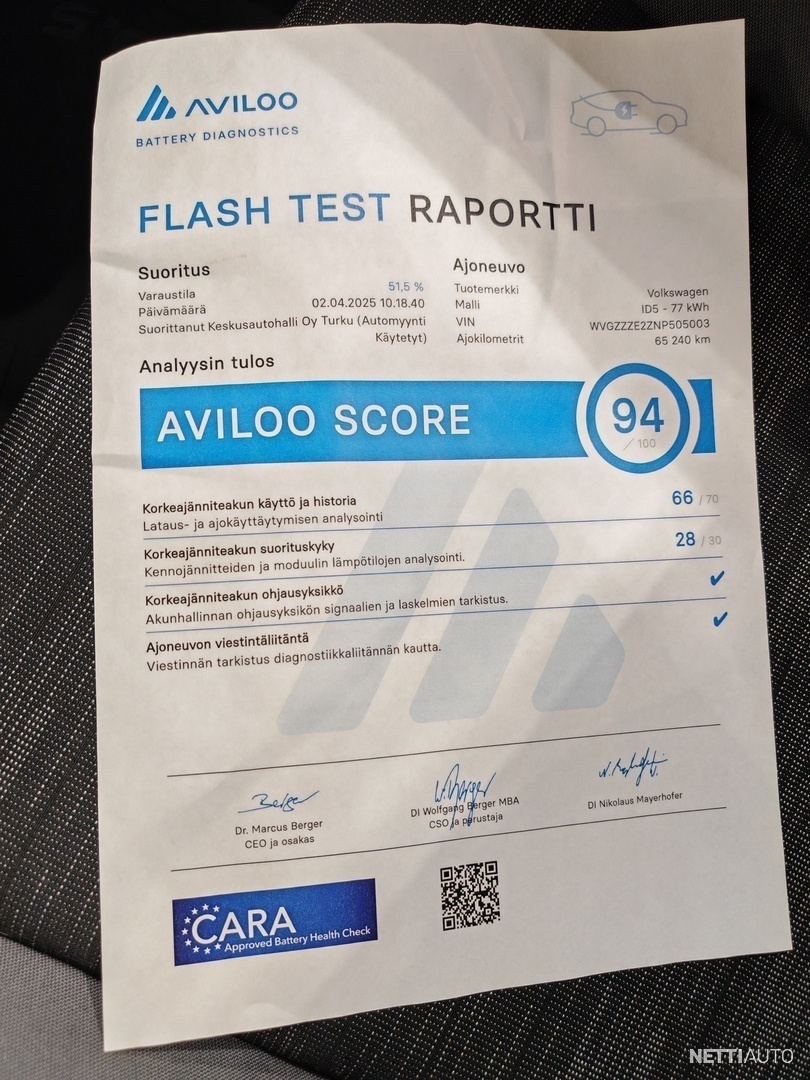 AVILOO
BATTERY DIAGNOSTICS
FLASH TEST RAPORTTI
Suoritus
Varaustila 51,5 %
Päivämäärä 02.04.2025 10.18.40
Suorittanut Keskusautohalli Oy Turku (Automyynti
Käytetyt)
Ajoneuvo
Tuotemerkki Volkswagen
Malli ID5 - 77 kWh
VIN WVGZZZE2ZNP505003
Ajokilometrit 65 240 km
Analyysin tulos
AVILOO SCORE 94 / 100
Korkeajänniteakun käyttö ja historia 66 / 70
Lataus- ja ajokäyttäytymisen analysointi
Korkeajänniteakun suorituskyky 28 / 30
Kennojännitteiden ja moduulin lämpötilojen analysointi.
Korkeajänniteakun ohjausyksikkö
Akunhallinnan ohjausyksikön signaalien ja laskelmien tarkistus.
Ajoneuvon viestintäliitäntä
Viestinnän tarkistus diagnostiikkaliitännän kautta.
Berger
Dr. Marcus Berger
CEO ja osakas
W. Berger
DI Wolfgang Berger MBA
CSO ja perustaja
DI Nikolaus Mayerhofer
CARA
Approved Battery Health Check
NETTIAUTO